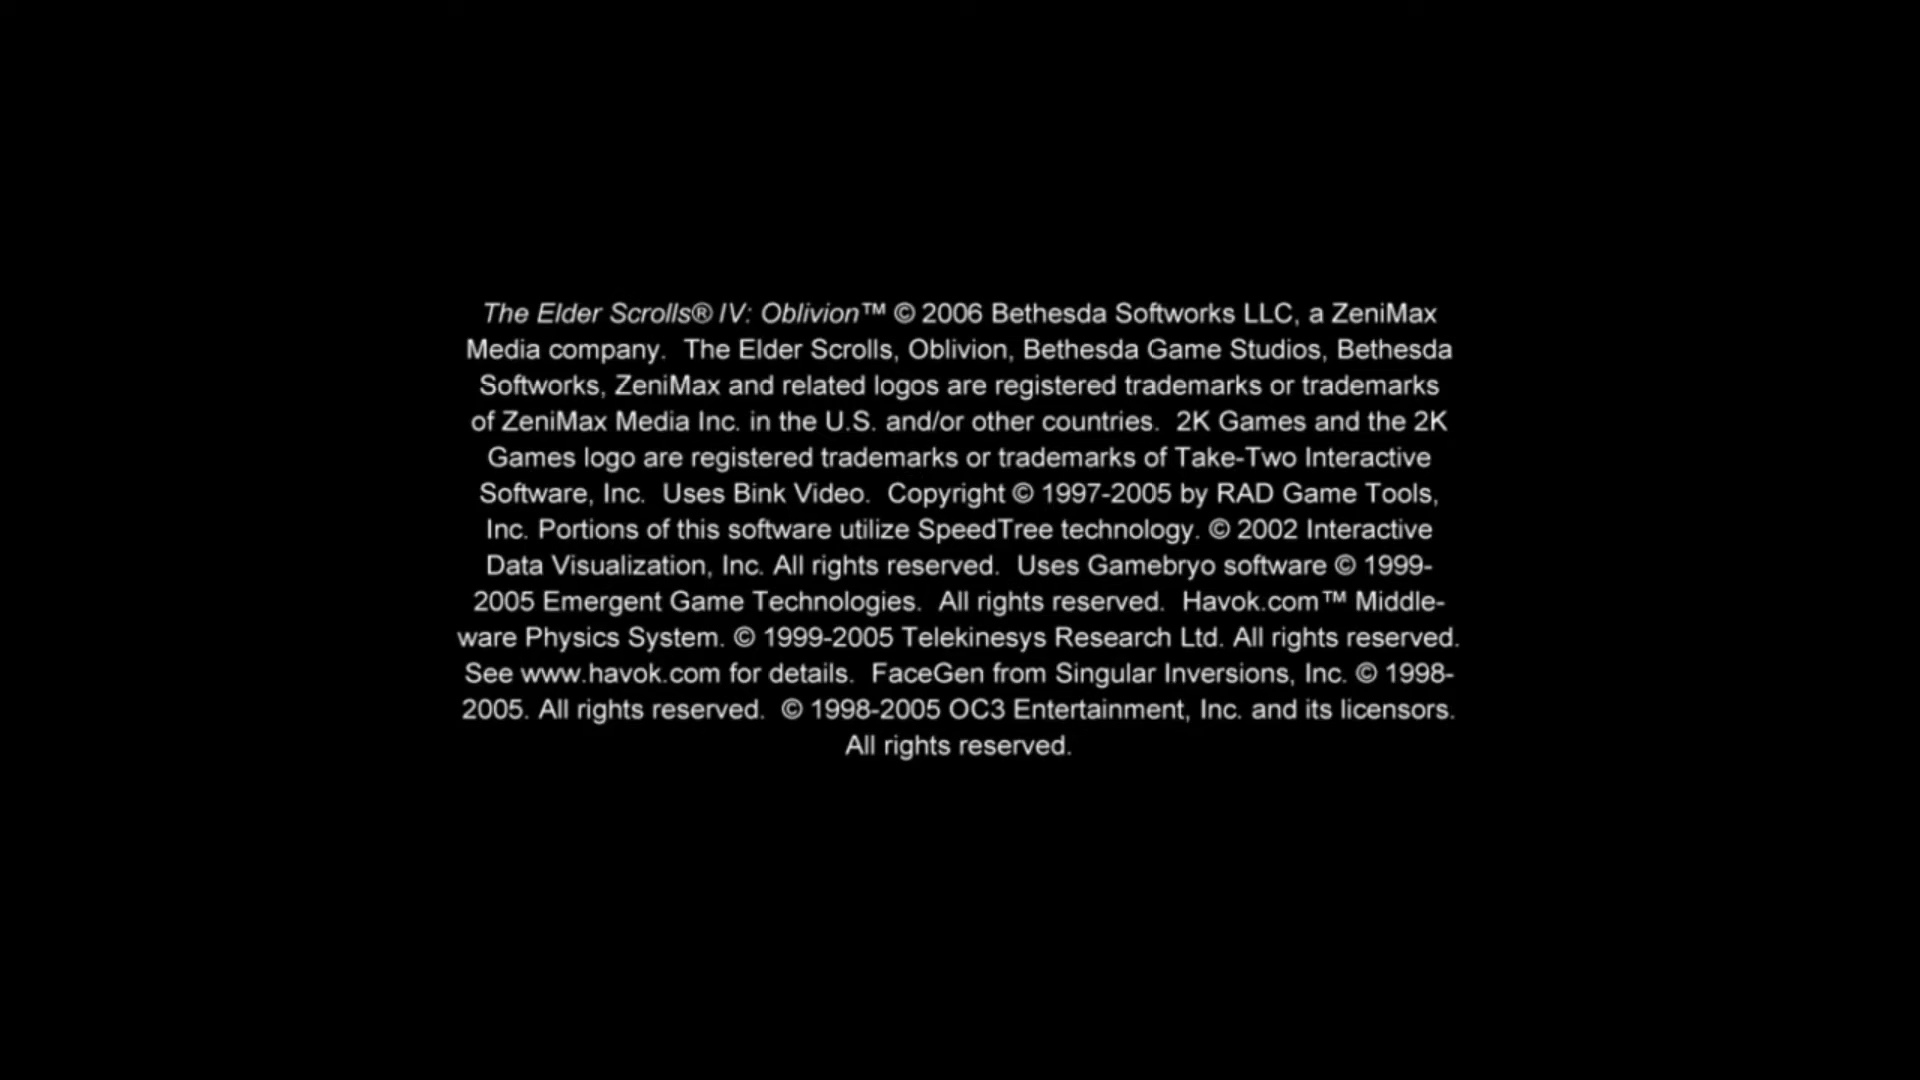 The Elder Scrolls® IV: Oblivion™ © 2006 Bethesda Softworks LLC, a ZeniMax
Media company.  The Elder Scrolls, Oblivion, Bethesda Game Studios, Bethesda
Softworks, ZeniMax and related logos are registered trademarks or trademarks
of ZeniMax Media Inc. in the U.S. and/or other countries.  2K Games and the 2K
Games logo are registered trademarks or trademarks of Take-Two Interactive
Software, Inc.  Uses Bink Video.  Copyright © 1997-2005 by RAD Game Tools,
Inc. Portions of this software utilize SpeedTree technology. © 2002 Interactive
Data Visualization, Inc. All rights reserved.  Uses Gamebryo software © 1999-
2005 Emergent Game Technologies.  All rights reserved.  Havok.com™ Middle-
ware Physics System. © 1999-2005 Telekinesys Research Ltd. All rights reserved.
See www.havok.com for details.  FaceGen from Singular Inversions, Inc. © 1998-
2005. All rights reserved.  © 1998-2005 OC3 Entertainment, Inc. and its licensors.
All rights reserved.